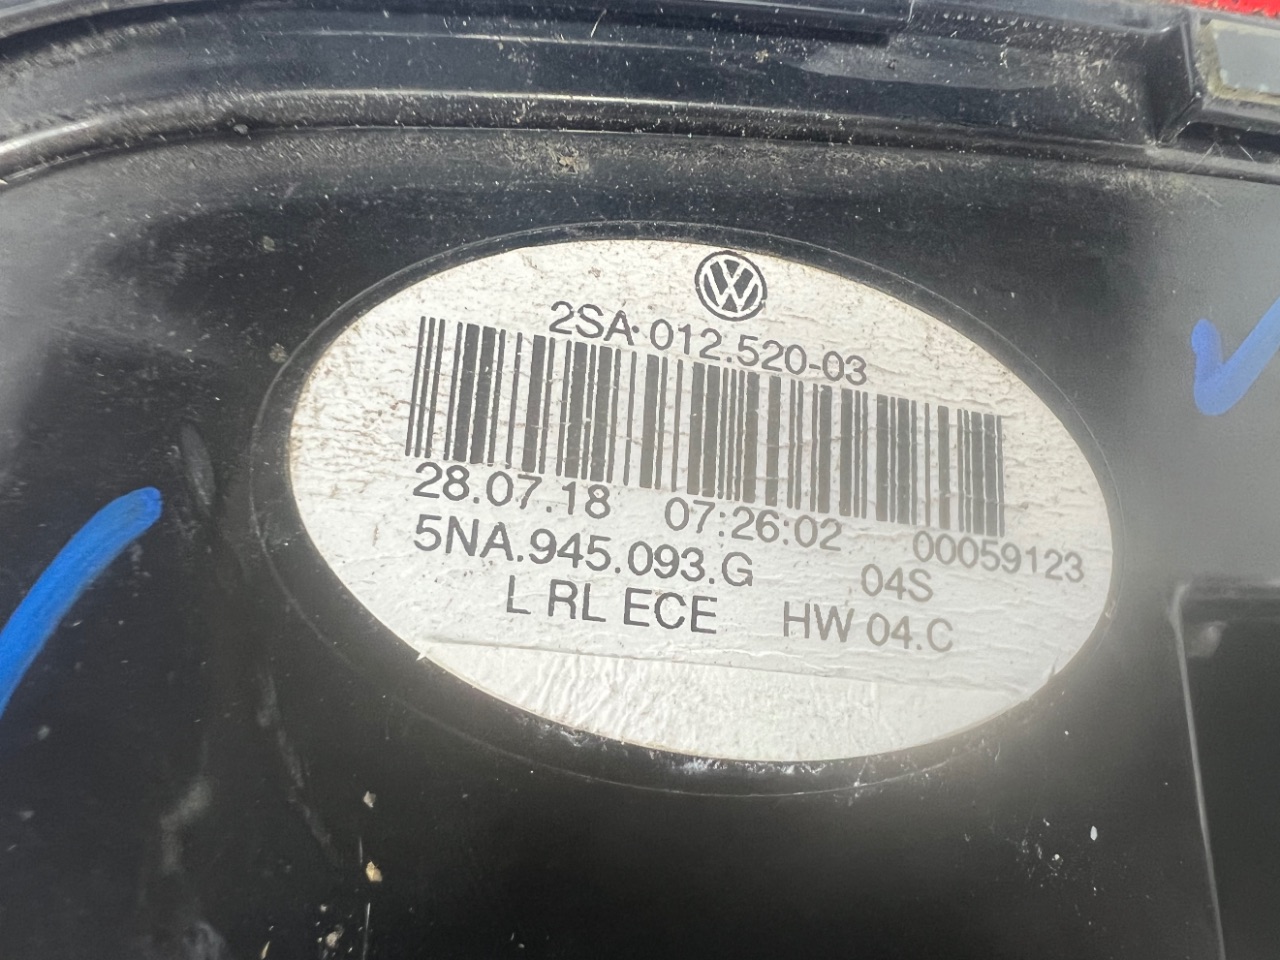 2SA 012.520-03
28.07.18 07:26:02 00059123
5NA.945.093.G 04S
L RL ECE HW 04.C